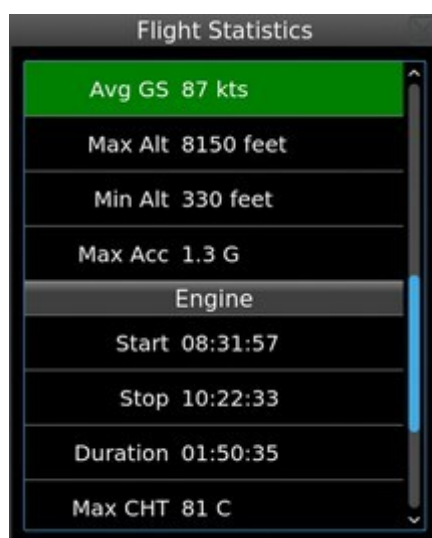 Flight Statistics
Avg GS 87 kts
Max Alt 8150 feet
Min Alt 330 feet
Max Acc 1.3 G
Engine
Start 08:31:57
Stop 10:22:33
Duration 01:50:35
Max CHT 81 C